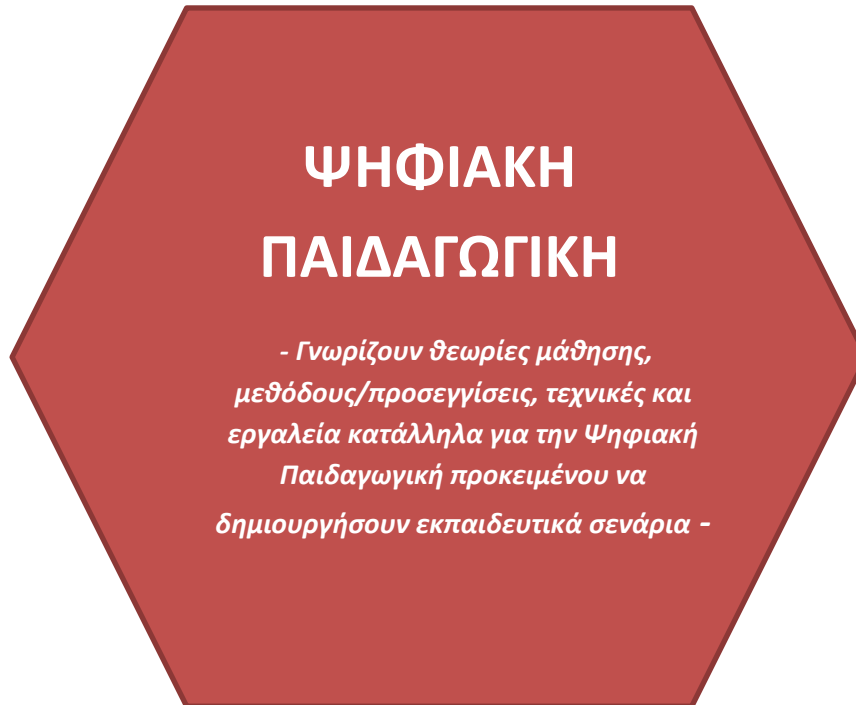 ΨΗΦΙΑΚΗ
ΠΑΙΔΑΓΩΓΙΚΗ
- Γνωρίζουν θεωρίες μάθησης,
μεθόδους/προσεγγίσεις, τεχνικές και
εργαλεία κατάλληλα για την Ψηφιακή
Παιδαγωγική προκειμένου να
δημιουργήσουν εκπαιδευτικά σενάρια -